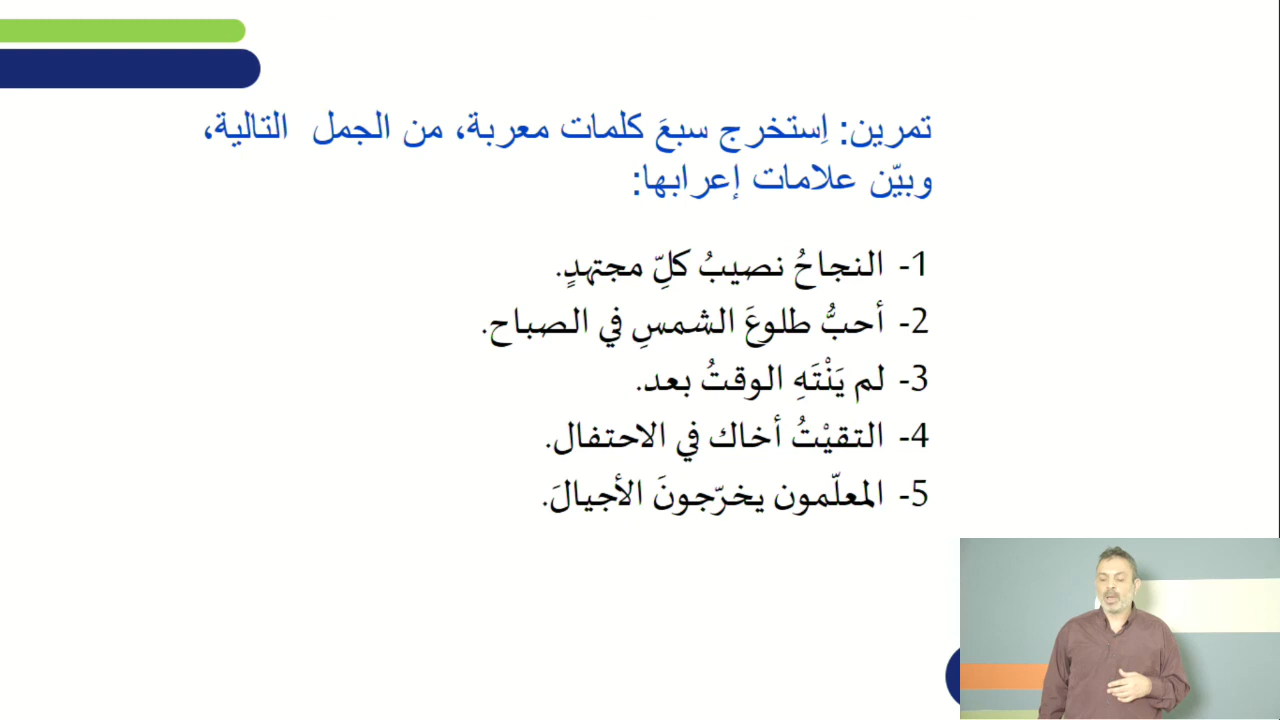 تمرين: اِستخرج سبعَ كلمات معربة، من الجمل التالية،
وبيّن علامات إعرابها:
1- النجاحُ نصيبُ كلِّ مجتهدٍ.
2- أحبُّ طلوعَ الشمسِ في الصباح.
3- لم يَنْتَهِ الوقتُ بعد.
4- التقيْتُ أخاك في الاحتفال.
5- المعلّمون يخرّجونَ الأجيالَ.